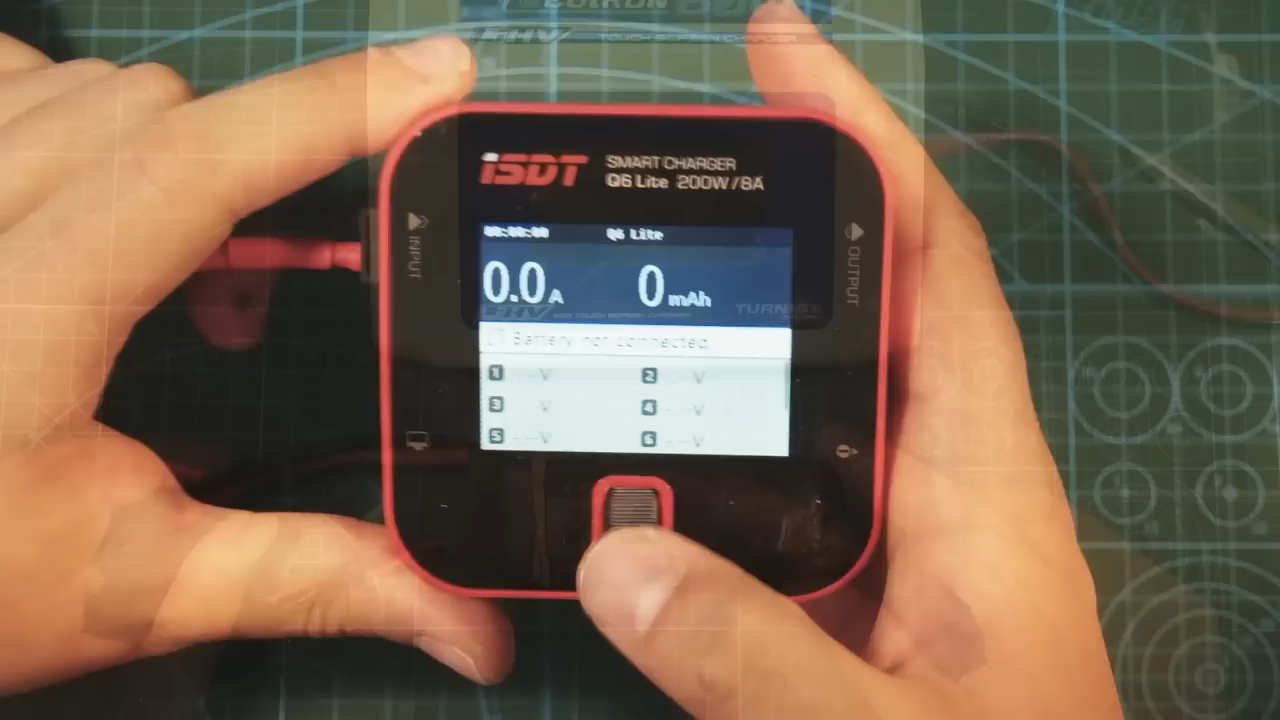 iSDT
SMART CHARGER
Q6 Lite 200W/8A
INPUT
OUTPUT
00:00:00 Q6 Lite
0.0A 0mAh
TURNIGY
Battery not connected
1 -.--V 2 -.--V
3 -.--V 4 -.--V
5 -.--V 6 -.--V